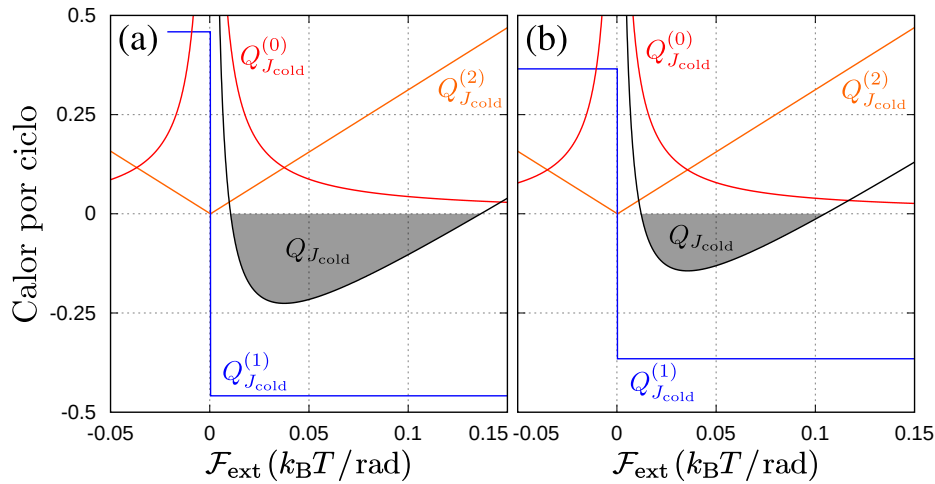 Calor por ciclo
(a)
0.5
0.25
0
-0.25
-0.5
Q_{J_cold}^{(0)}
Q_{J_cold}^{(2)}
Q_{J_cold}
Q_{J_cold}^{(1)}
-0.05 0 0.05 0.1 0.15
ℱ_ext (k_B T / rad)
(b)
Q_{J_cold}^{(0)}
Q_{J_cold}^{(2)}
Q_{J_cold}
Q_{J_cold}^{(1)}
-0.05 0 0.05 0.1 0.15
ℱ_ext (k_B T / rad)